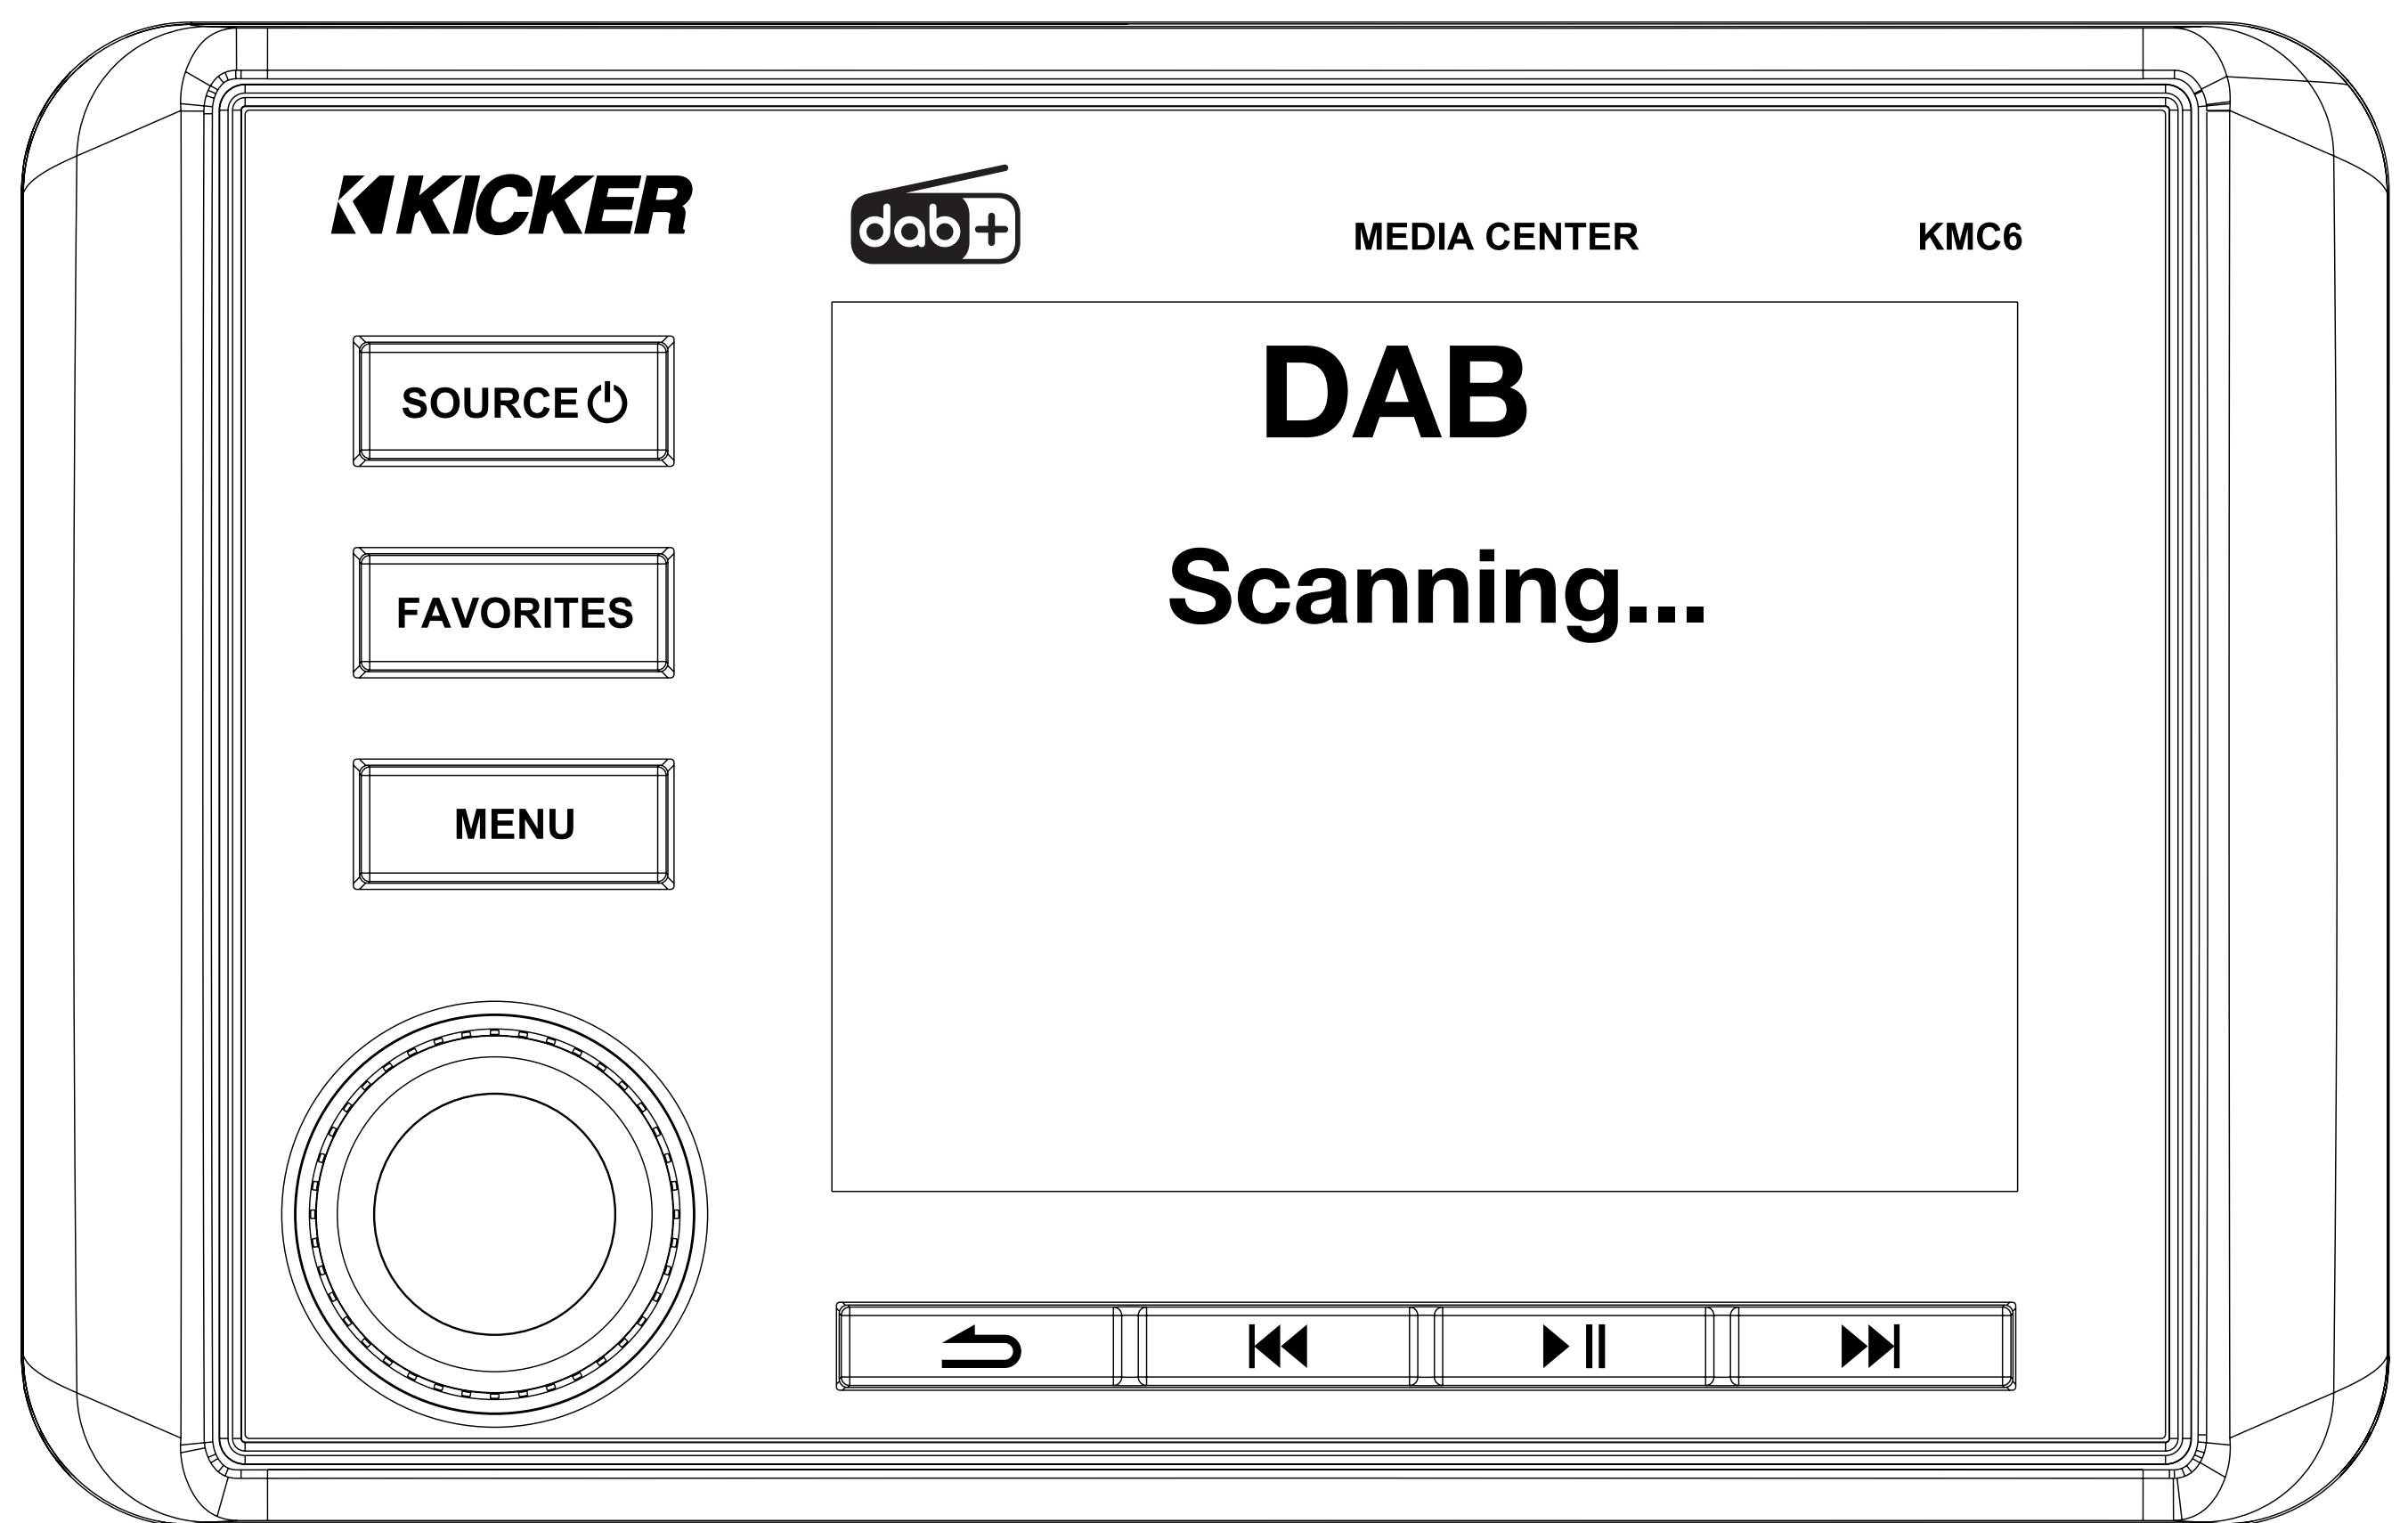 KICKER
dab+
MEDIA CENTER
KMC6
SOURCE
FAVORITES
MENU
DAB
Scanning...